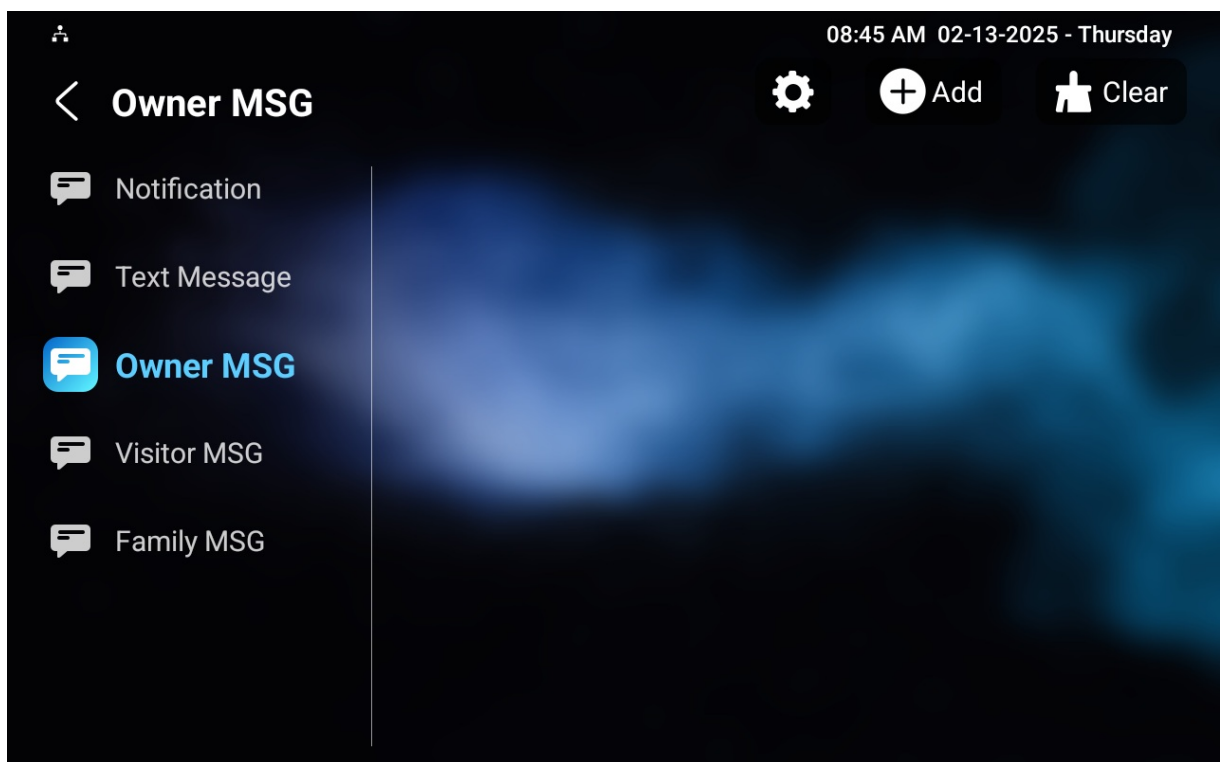 08:45 AM 02-13-2025 - Thursday
Owner MSG
Add
Clear
Notification
Text Message
Owner MSG
Visitor MSG
Family MSG